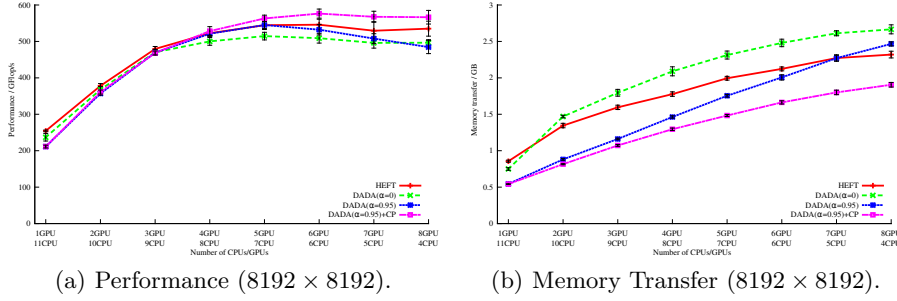 600
500
400
300
200
100
0
Performance / GFlop/s
HEFT
DADA(α=0)
DADA(α=0.95)
DADA(α=0.95)+CP
1GPU 2GPU 3GPU 4GPU 5GPU 6GPU 7GPU 8GPU
11CPU 10CPU 9CPU 8CPU 7CPU 6CPU 5CPU 4CPU
Number of CPUs/GPUs
(a) Performance (8192 × 8192).
3
2.5
2
1.5
1
0.5
0
Memory transfer / GB
HEFT
DADA(α=0)
DADA(α=0.95)
DADA(α=0.95)+CP
1GPU 2GPU 3GPU 4GPU 5GPU 6GPU 7GPU 8GPU
11CPU 10CPU 9CPU 8CPU 7CPU 6CPU 5CPU 4CPU
Number of CPUs/GPUs
(b) Memory Transfer (8192 × 8192).